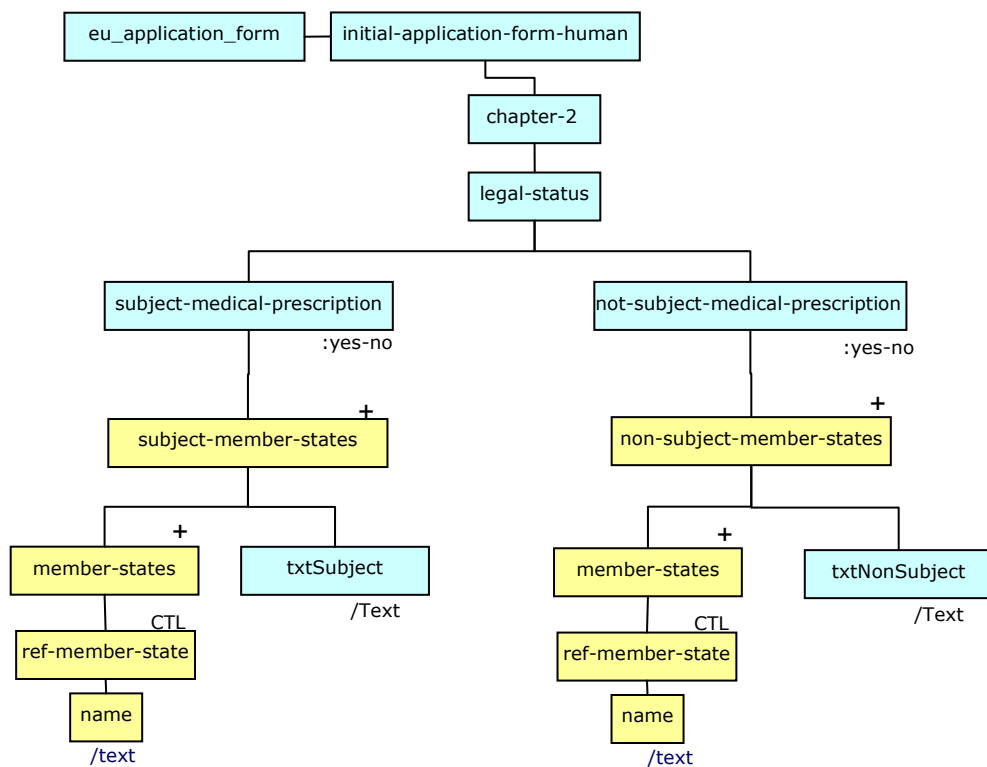 eu_application_form
initial-application-form-human
chapter-2
legal-status
subject-medical-prescription
:yes-no
not-subject-medical-prescription
:yes-no
+
subject-member-states
+
non-subject-member-states
+
member-states
txtSubject
/Text
+
member-states
txtNonSubject
/Text
CTL
ref-member-state
CTL
ref-member-state
name
/text
name
/text